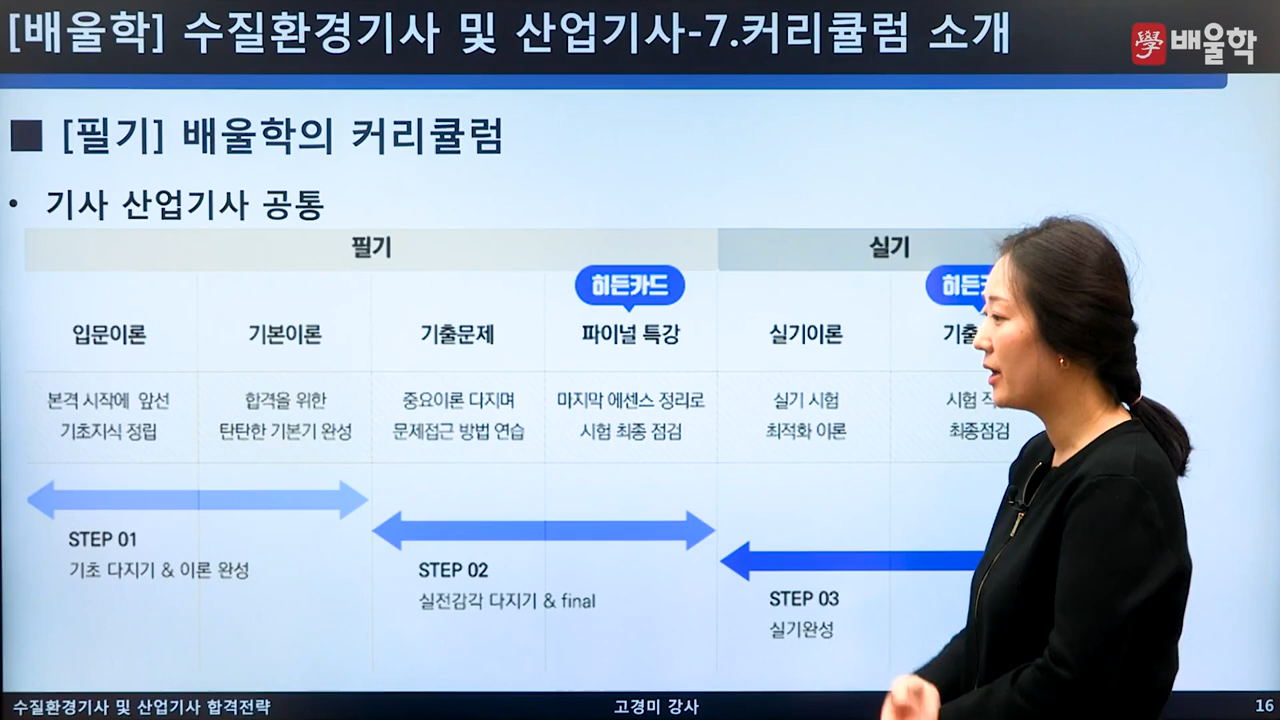 [배울학] 수질환경기사 및 산업기사-7.커리큘럼 소개
學 배울학
■ [필기] 배울학의 커리큘럼
• 기사 산업기사 공통
필기
실기
히든카드
입문이론
기본이론
기출문제
파이널 특강
실기이론
본격 시작에 앞선
기초지식 정립
합격을 위한
탄탄한 기본기 완성
중요이론 다지며
문제접근 방법 연습
마지막 에센스 정리로
시험 최종 점검
실기 시험
최적화 이론
시험
최종점검
STEP 01
기초 다지기 & 이론 완성
STEP 02
실전감각 다지기 & final
STEP 03
실기완성
수질환경기사 및 산업기사 합격전략
고경미 강사
16